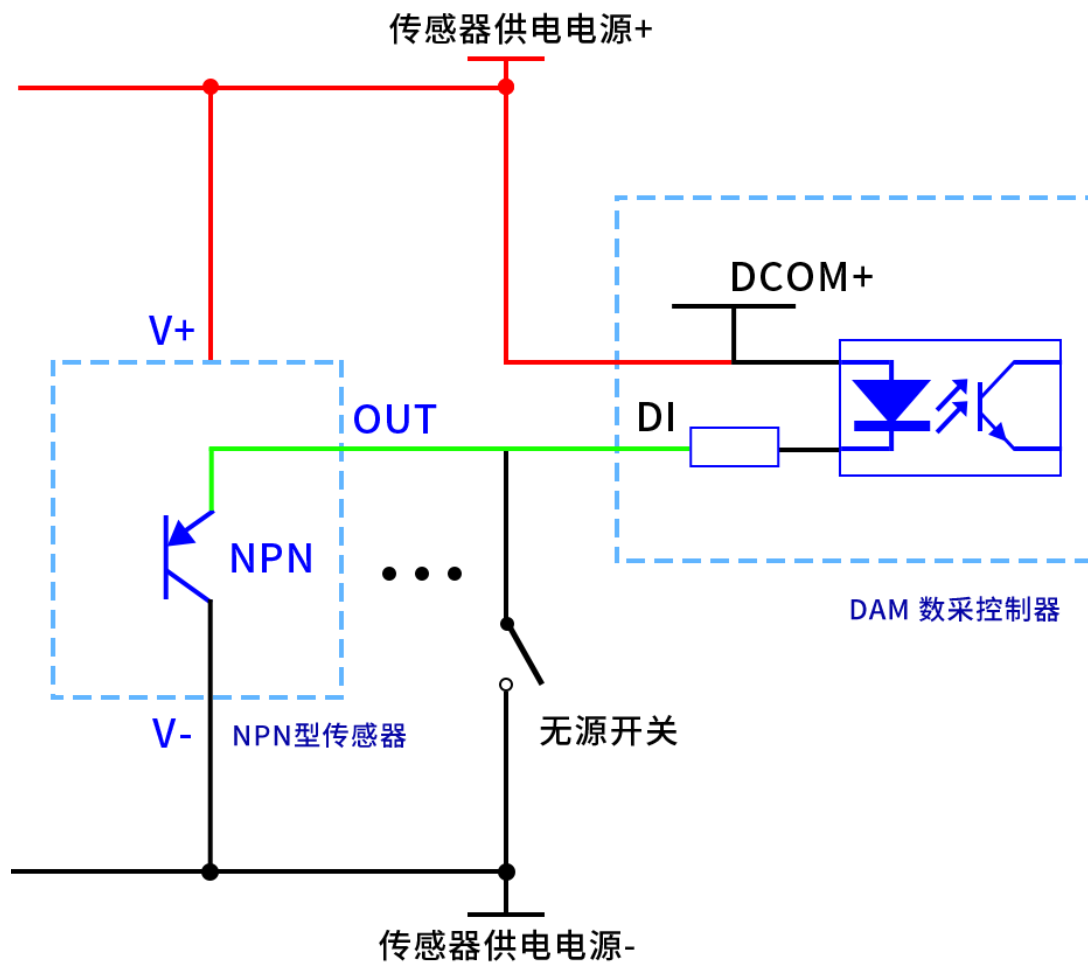 传感器供电电源+
DCOM+
V+
OUT
DI
NPN
DAM 数采控制器
V-
NPN型传感器
无源开关
传感器供电电源-